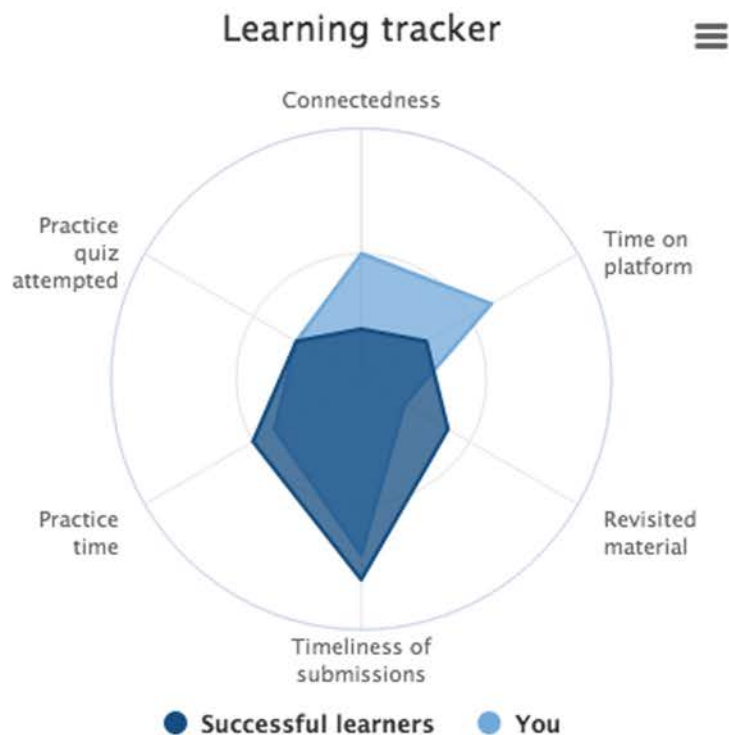 Learning tracker
Connectedness
Practice
quiz
attempted
Time on
platform
Practice
time
Revisited
material
Timeliness of
submissions
Successful learners
You